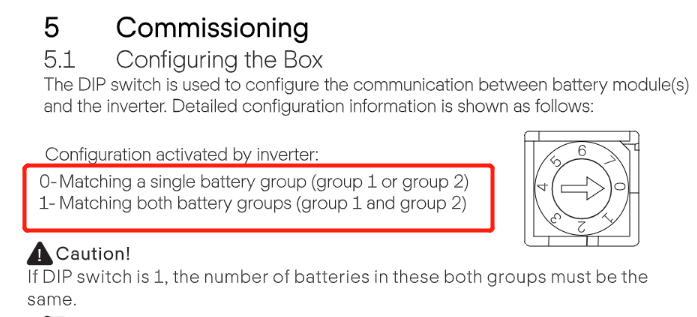 5 Commissioning
5.1 Configuring the Box
The DIP switch is used to configure the communication between battery module(s)
and the inverter. Detailed configuration information is shown as follows:
Configuration activated by inverter:
0-Matching a single battery group (group 1 or group 2)
1- Matching both battery groups (group 1 and group 2)
0
1
2
3
4
5
6
7
Caution!
If DIP switch is 1, the number of batteries in these both groups must be the
same.